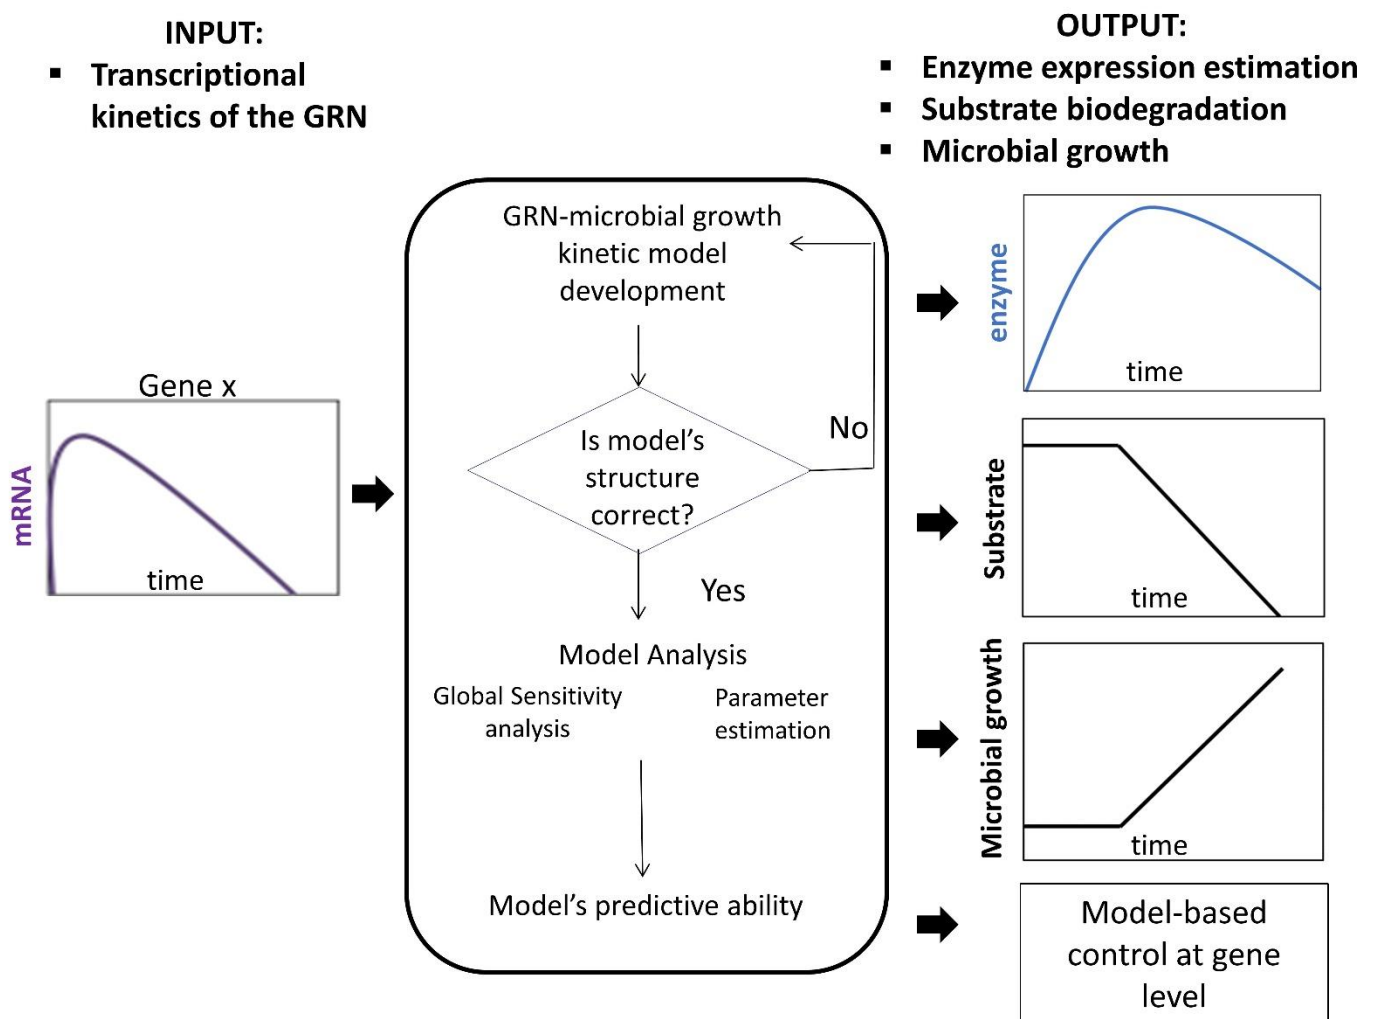 INPUT:
▪ Transcriptional
kinetics of the GRN
OUTPUT:
▪ Enzyme expression estimation
▪ Substrate biodegradation
▪ Microbial growth
Gene x
mRNA
time
GRN-microbial growth
kinetic model
development
Is model’s
structure
correct?
No
Yes
Model Analysis
Global Sensitivity
analysis
Parameter
estimation
Model’s predictive ability
enzyme
time
Substrate
time
Microbial growth
time
Model-based
control at gene
level